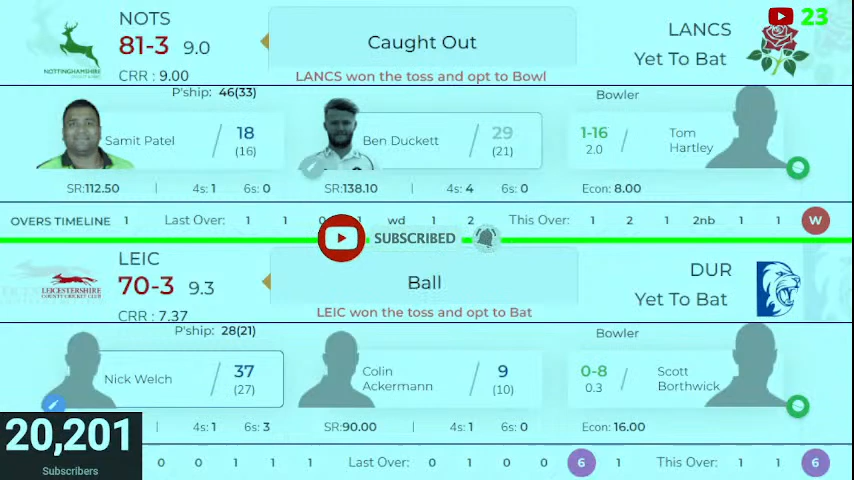 NOTS
81-3 9.0
CRR : 9.00
NOTTINGHAMSHIRE
Caught Out
LANCS won the toss and opt to Bowl
LANCS
Yet To Bat
23
P'ship: 46(33)
Samit Patel 18 (16)
Ben Duckett 29 (21)
Bowler
1-16 2.0
Tom Hartley
SR:112.50 | 4s: 1 6s: 0
SR:138.10 | 4s: 4 6s: 0
Econ: 8.00
OVERS TIMELINE 1 Last Over: 1 1 0 1 wd 1 2 This Over: 1 2 1 2nb 1 1 W
SUBSCRIBED
LEIC
70-3 9.3
CRR : 7.37
LEICESTERSHIRE
COUNTY CRICKET CLUB
Ball
LEIC won the toss and opt to Bat
DUR
Yet To Bat
P'ship: 28(21)
Nick Welch 37 (27)
Colin Ackermann 9 (10)
Bowler
0-8 0.3
Scott Borthwick
4s: 1 6s: 3
SR:90.00 | 4s: 1 6s: 0
Econ: 16.00
20,201
Subscribers
0 0 1 1 1 Last Over: 0 1 0 0 6 1 This Over: 1 1 6